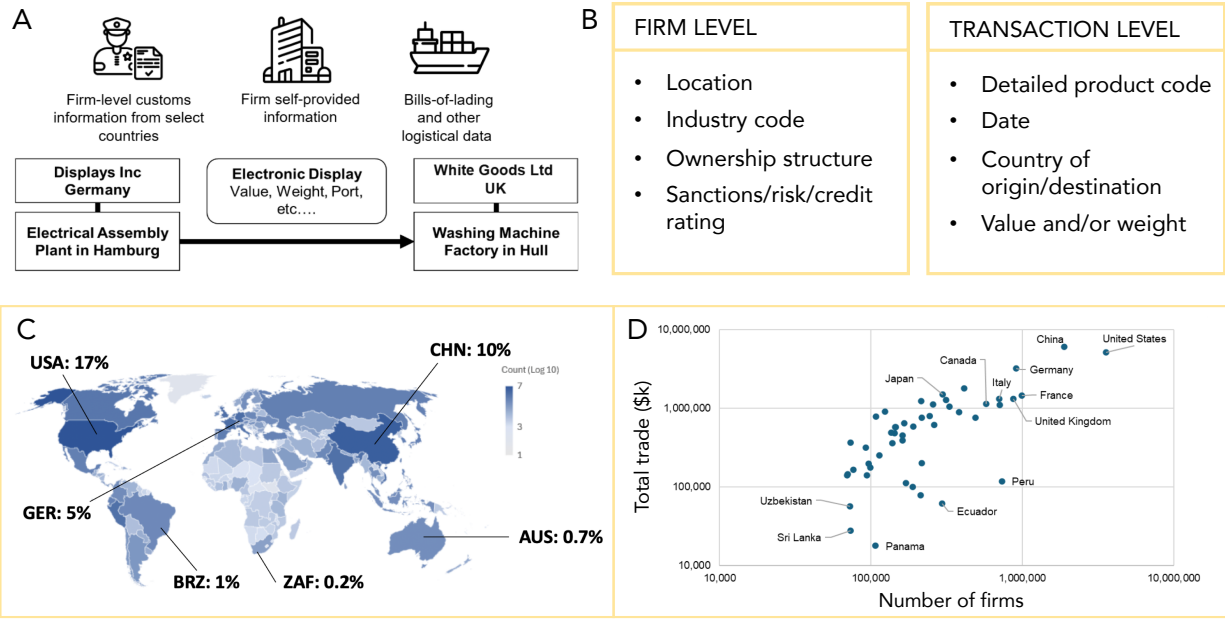 A
Firm-level customs
information from select
countries
Firm self-provided
information
Bills-of-lading
and other
logistical data
Displays Inc
Germany
Electronic Display
Value, Weight, Port,
etc....
White Goods Ltd
UK
Electrical Assembly
Plant in Hamburg
Washing Machine
Factory in Hull
B
FIRM LEVEL
• Location
• Industry code
• Ownership structure
• Sanctions/risk/credit
rating
TRANSACTION LEVEL
• Detailed product code
• Date
• Country of
origin/destination
• Value and/or weight
C
USA: 17%
CHN: 10%
GER: 5%
BRZ: 1%
ZAF: 0.2%
AUS: 0.7%
Count (Log 10)
7
3
1
D
Total trade ($k)
10,000,000
1,000,000
100,000
10,000
China
United States
Canada
Germany
Japan
Italy
France
United Kingdom
Peru
Uzbekistan
Ecuador
Sri Lanka
Panama
10,000
100,000
1,000,000
10,000,000
Number of firms